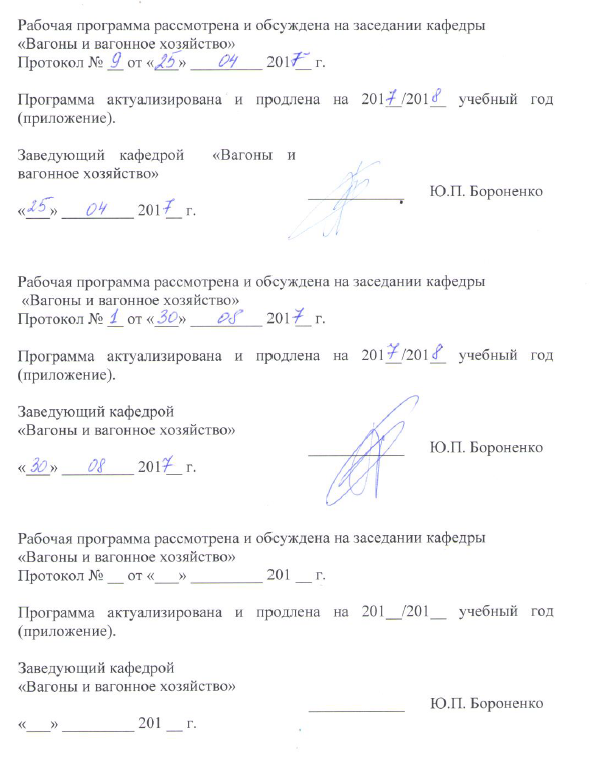 Рабочая программа рассмотрена и обсуждена на заседании кафедры
«Вагоны и вагонное хозяйство»
Протокол № 9 от «25» 04 2017 г.
Программа актуализирована и продлена на 2017/2018 учебный год
(приложение).
Заведующий кафедрой «Вагоны и
вагонное хозяйство»
Ю.П. Бороненко
«25» 04 2017 г.
Рабочая программа рассмотрена и обсуждена на заседании кафедры
«Вагоны и вагонное хозяйство»
Протокол № 1 от «30» 08 2017 г.
Программа актуализирована и продлена на 2017/2018 учебный год
(приложение).
Заведующий кафедрой
«Вагоны и вагонное хозяйство»
Ю.П. Бороненко
«30» 08 2017 г.
Рабочая программа рассмотрена и обсуждена на заседании кафедры
«Вагоны и вагонное хозяйство»
Протокол № __ от «___» _________ 201 __ г.
Программа актуализирована и продлена на 201__/201__ учебный год
(приложение).
Заведующий кафедрой
«Вагоны и вагонное хозяйство»
____________ Ю.П. Бороненко
«___» _________ 201 __ г.